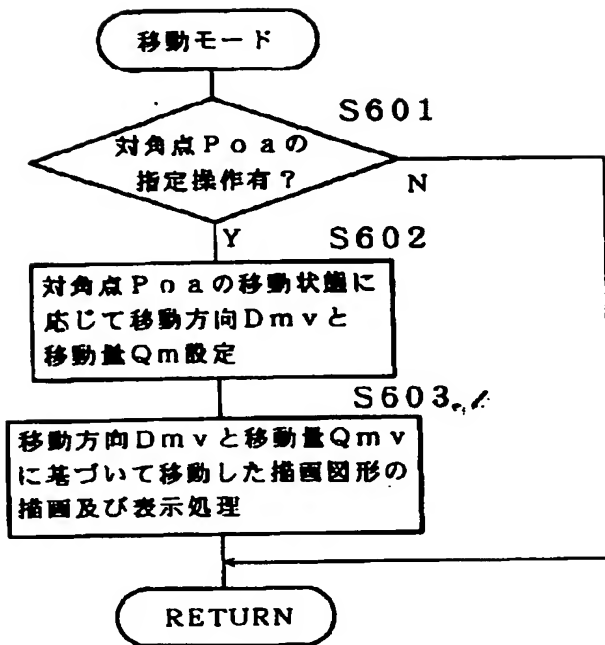 移動モード
S601
対角点Poaの
指定操作有?
N
Y
S602
対角点Poaの移動状態に
応じて移動方向Dmvと
移動量Qm設定
S603
移動方向Dmvと移動量Qmv
に基づいて移動した描画図形の
描画及び表示処理
RETURN